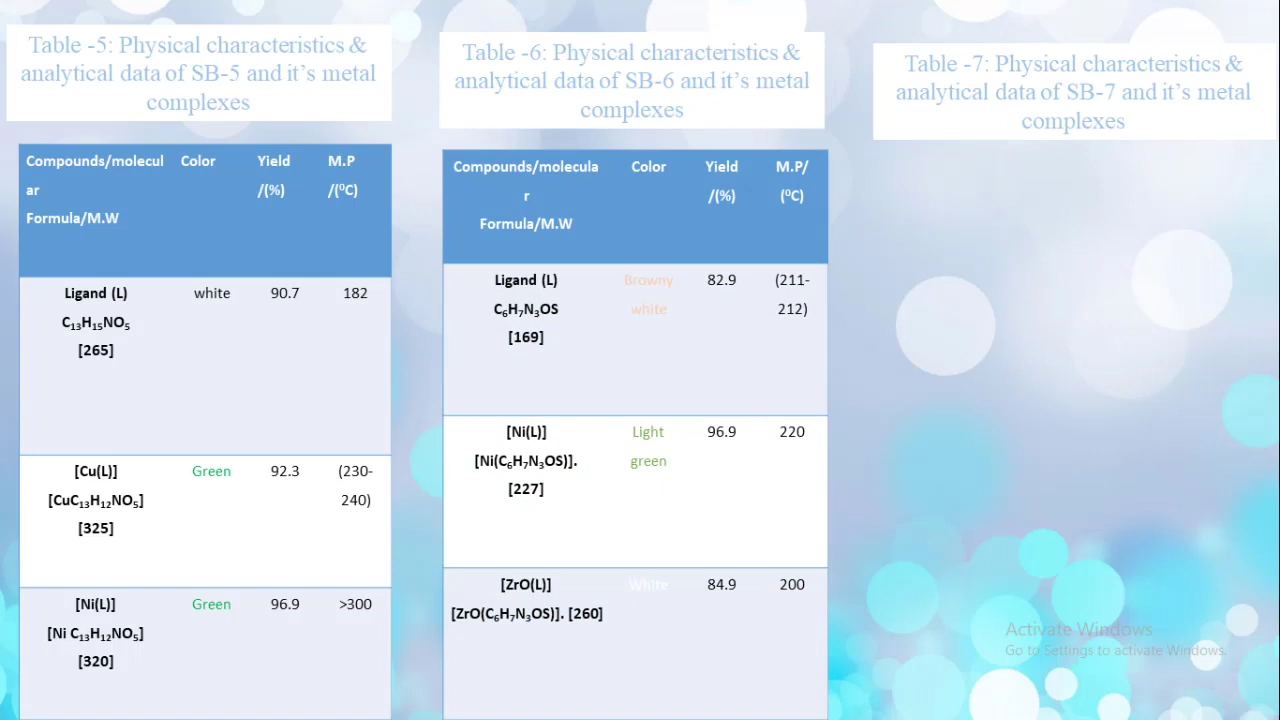 Table -5: Physical characteristics &
analytical data of SB-5 and it’s metal
complexes
Compounds/molecul
ar
Formula/M.W
Color
Yield
/(%)
M.P
/(⁰C)
Ligand (L)
C₁₃H₁₅NO₅
[265]
white
90.7
182
[Cu(L)]
[CuC₁₃H₁₂NO₅]
[325]
Green
92.3
(230-
240)
[Ni(L)]
[Ni C₁₃H₁₂NO₅]
[320]
Green
96.9
>300
Table -6: Physical characteristics &
analytical data of SB-6 and it’s metal
complexes
Compounds/molecula
r
Formula/M.W
Color
Yield
/(%)
M.P/
(⁰C)
Ligand (L)
C₆H₇N₃OS
[169]
Browny
white
82.9
(211-
212)
[Ni(L)]
[Ni(C₆H₇N₃OS)].
[227]
Light
green
96.9
220
[ZrO(L)]
[ZrO(C₆H₇N₃OS)]. [260]
White
84.9
200
Table -7: Physical characteristics &
analytical data of SB-7 and it’s metal
complexes
Activate Windows
Go to Settings to activate Windows.